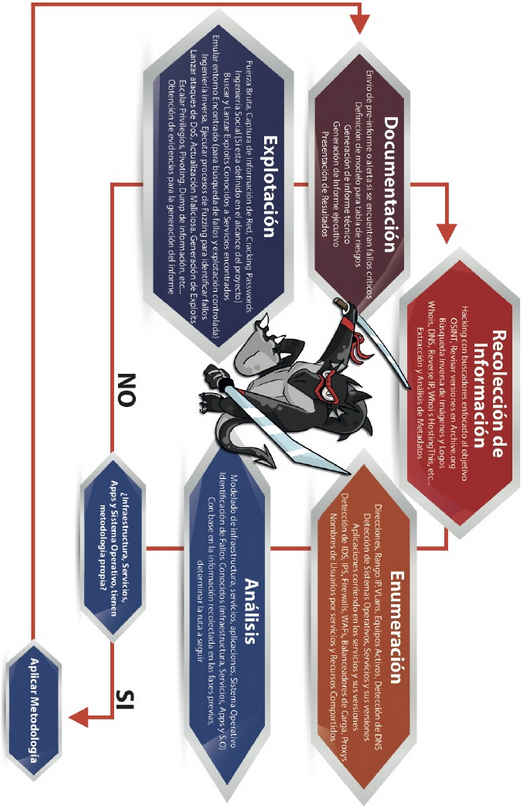 Recolección de
Información
Hacking con buscadores enforcado al objetivo
OSINT, Revisar versiones en Archive.org
Búsqueda Inversa de Imágenes y Logos
Whois, DNS, Reverse IP, Who is HostingThis, etc...
Extracción y Análisis de Metadatos
Enumeración
Direcciones, Rango IP, VLans, Equipos Activos, Detección de DNS
Detección de Sistemas Operativos, Servicios y sus versiones
Aplicaciones corriendo en los servicios y sus versiones
Detección de IDS, IPS, Firewalls, WAFs, Balanceadores de Carga, Proxys
Nombres de Usuarios por servicios y Recursos Compartidos
Análisis
Modelado de infraestructura, servicios, aplicaciones, Sistema Operativo
Identificación de Fallos Conocidos (infraestructura, Servicios, Apps y S.O)
Con base en la información recolectada en las fases previas,
determinar la ruta a seguir
¿Infraestructura, Servicios,
Apps y Sistema Operativo, tienen
metodología propia?
SI
Aplicar Metodología
NO
Explotación
Fuerza Bruta, Captura de Información de Red, Cracking Passwords
Ingeniería Social (Si esta definido en el alcance del proyecto)
Buscar y Lanzar Exploits Conocidos a Servicios encontrados
Emular entorno Encontrado (para búsqueda de fallos y explotación controlada)
Ingeniería inversa, Ejecutar procesos de Fuzzing para identificar fallos
Lanzar ataques de DoS, Actualización Maliciosa, Generación de Exploits
Escalar Privilegios, Pivoting, Dump de información, etc...
Obtención de evidencias para la generación del informe
Documentación
Envío de pre-informe o alerta si se encuentran fallos críticos
Definición de modelo para tabla de riesgos
Generación de informe técnico
Generación de Informe ejecutivo
Presentación de Resultados